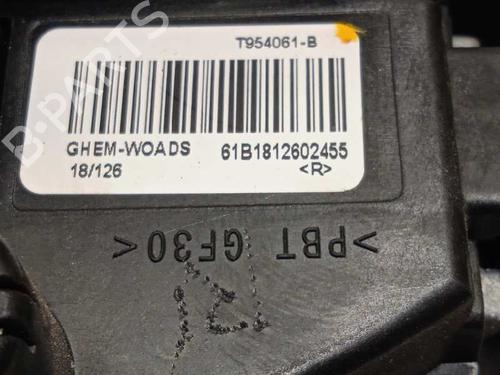 T954061-B
GHEM-WOADS 61B1812602455
18/126 <R>
>PBT GF30<
B-PARTS